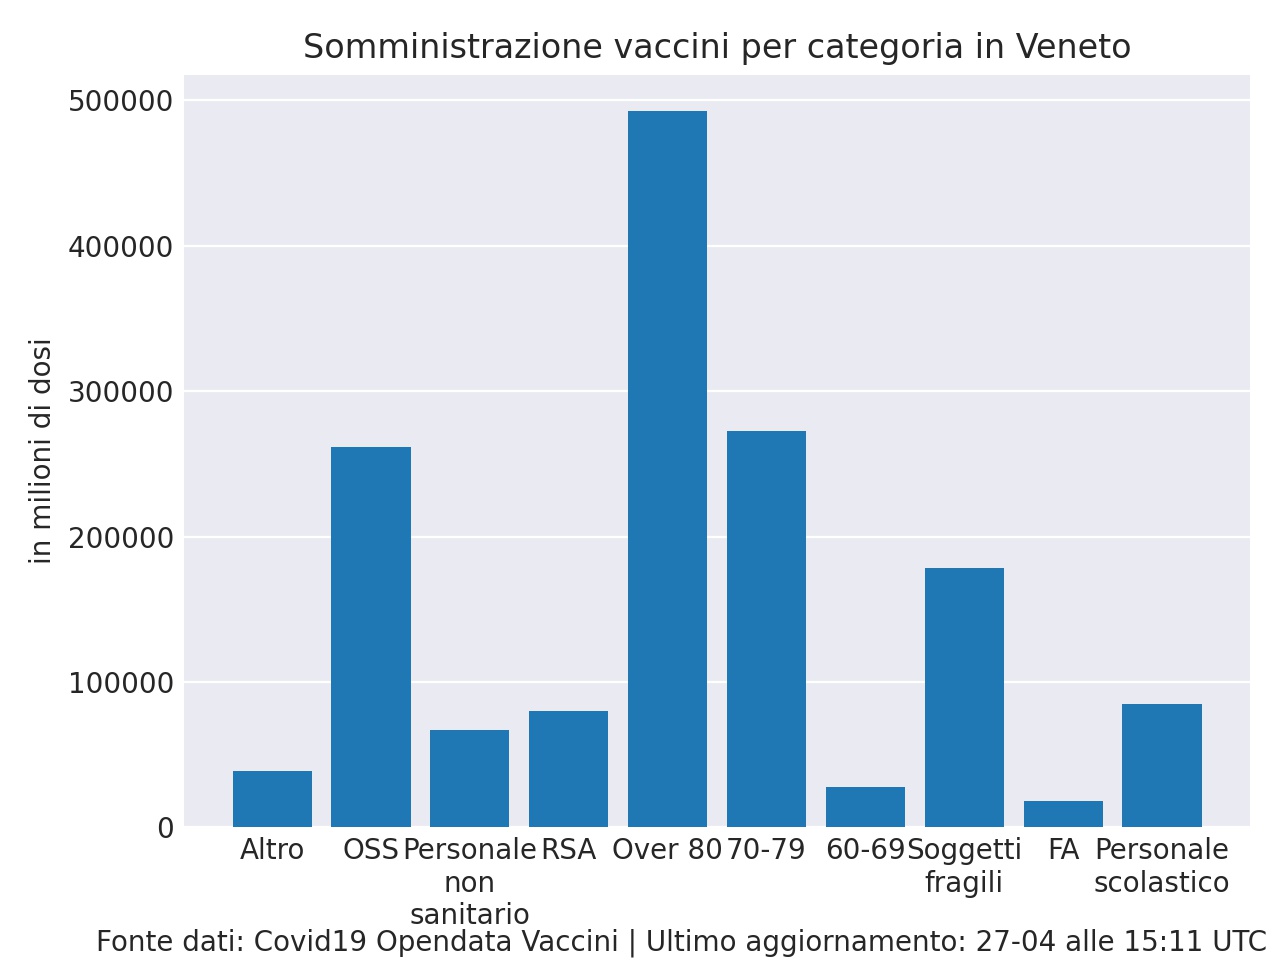 Somministrazione vaccini per categoria in Veneto
500000
400000
300000
200000
100000
0
in milioni di dosi
Altro
OSS
Personale
non
sanitario
RSA
Over 80
70-79
60-69
Soggetti
fragili
FA
Personale
scolastico
Fonte dati: Covid19 Opendata Vaccini | Ultimo aggiornamento: 27-04 alle 15:11 UTC